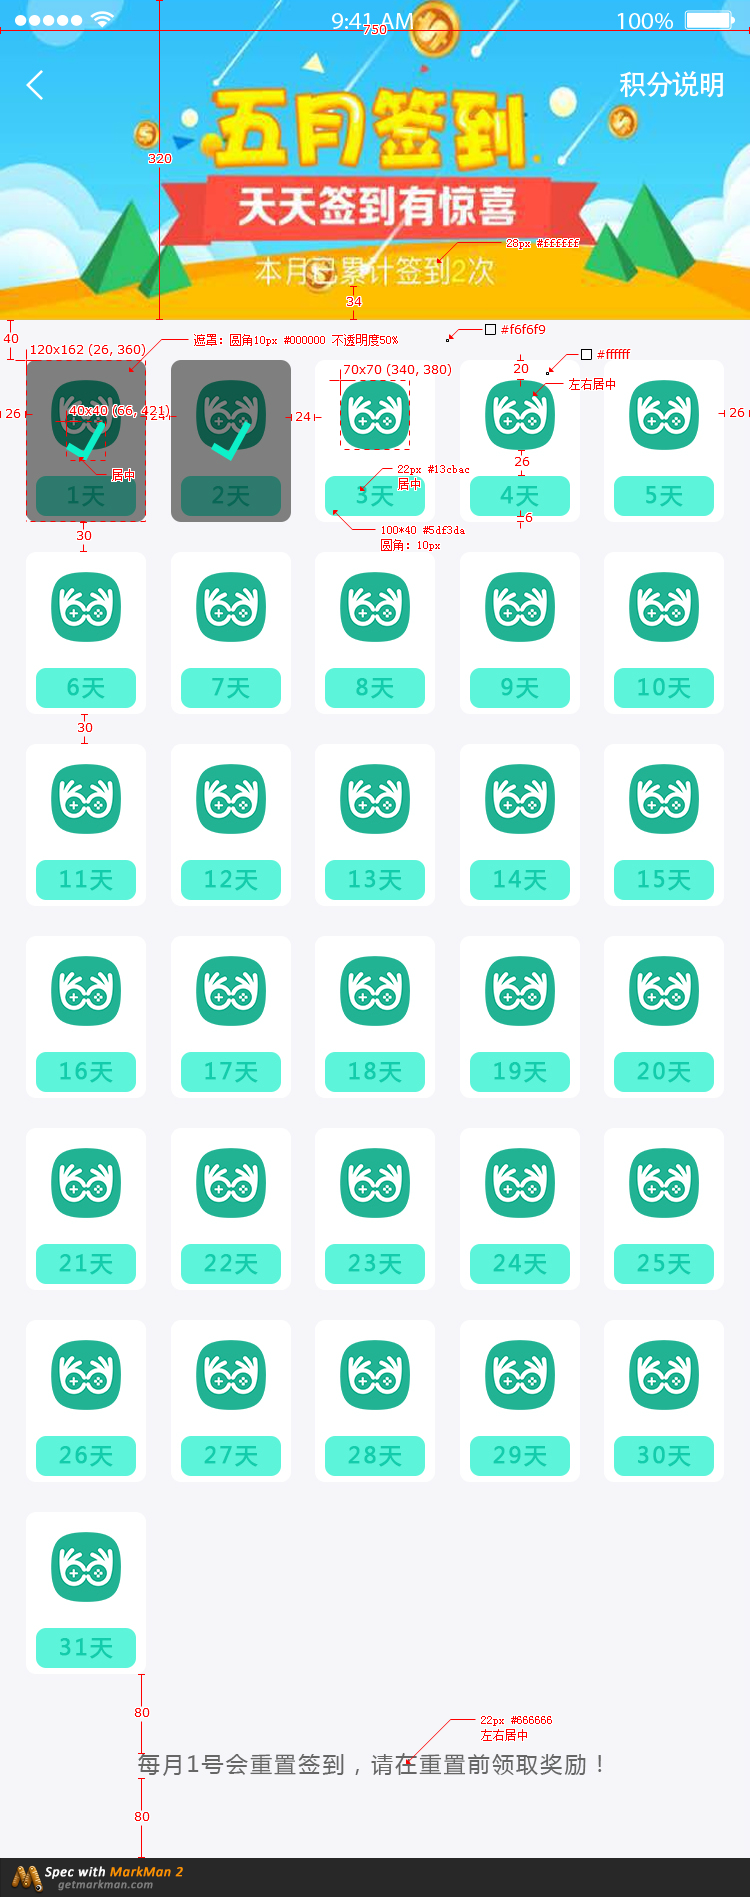 9:41 AM
100%
750
积分说明
五月签到
320
天天签到有惊喜
28px #ffffff
本月已累计签到2次
34
40
#f6f6f9
遮罩：圆角10px #000000 不透明度50%
120x162 (26, 360)
#ffffff
70x70 (340, 380)
20
左右居中
26
40x40 (66, 421)
24
24
26
居中
22px #13cbac
居中
26
1天
2天
3天
4天
5天
6
100*40 #5df3da
圆角：10px
30
6天
7天
8天
9天
10天
30
11天
12天
13天
14天
15天
16天
17天
18天
19天
20天
21天
22天
23天
24天
25天
26天
27天
28天
29天
30天
31天
80
22px #666666
左右居中
每月1号会重置签到，请在重置前领取奖励！
80
Spec with MarkMan 2
getmarkman.com